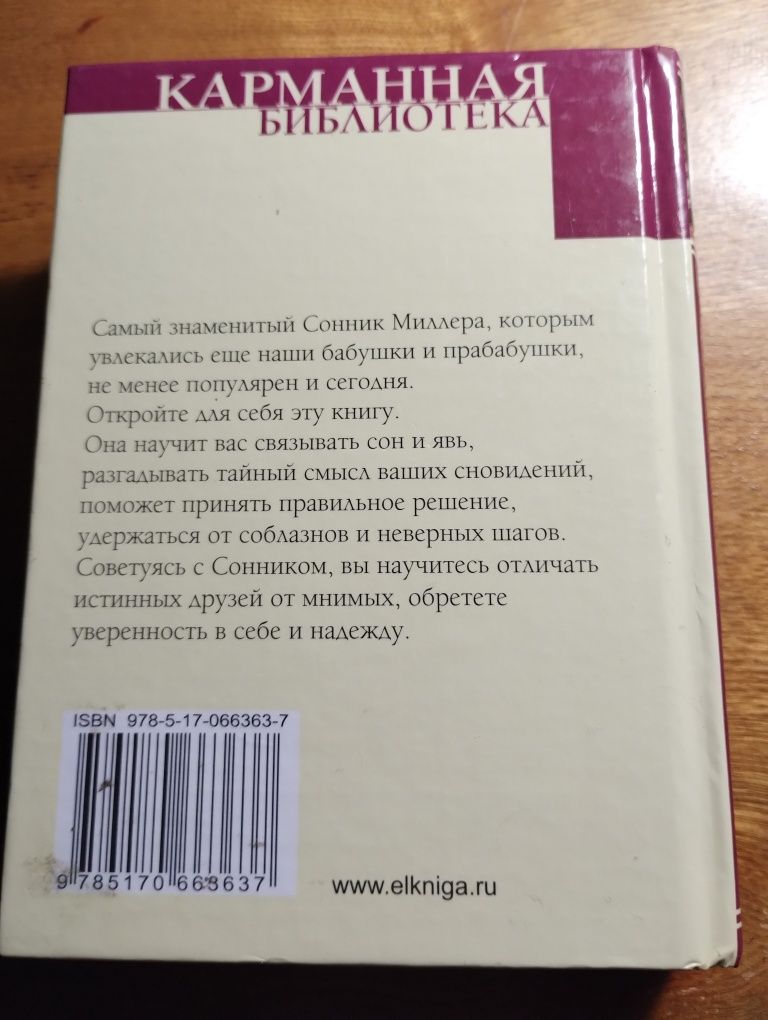 КАРМАННАЯ
БИБЛИОТЕКА
Самый знаменитый Сонник Миллера, которым
увлекались еще наши бабушки и прабабушки,
не менее популярен и сегодня.
Откройте для себя эту книгу.
Она научит вас связывать сон и явь,
разгадывать тайный смысл ваших сновидений,
поможет принять правильное решение,
удержаться от соблазнов и неверных шагов.
Советуясь с Сонником, вы научитесь отличать
истинных друзей от мнимых, обретете
уверенность в себе и надежду.
ISBN 978-5-17-066363-7
9 785170 663637
www.elkniga.ru